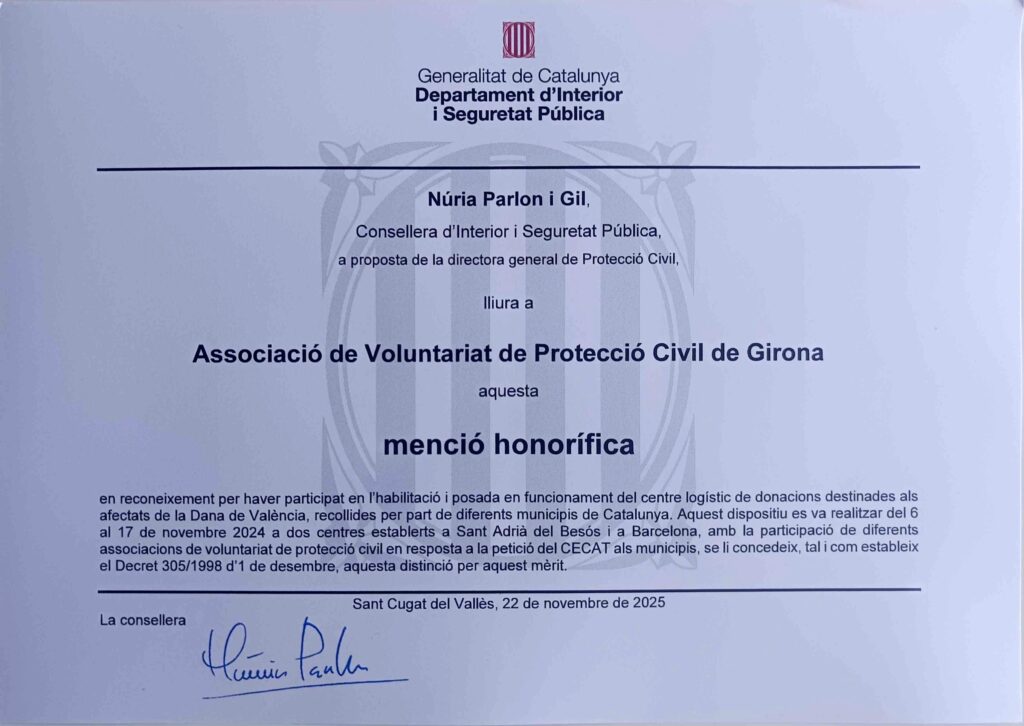 Generalitat de Catalunya
Departament d'Interior
i Seguretat Pública
Núria Parlon i Gil,
Consellera d'Interior i Seguretat Pública,
a proposta de la directora general de Protecció Civil,
lliura a
Associació de Voluntariat de Protecció Civil de Girona
aquesta
menció honorífica
en reconeixement per haver participat en l'habilitació i posada en funcionament del centre logístic de donacions destinades als
afectats de la Dana de València, recollides per part de diferents municipis de Catalunya. Aquest dispositiu es va realitzar del 6
al 17 de novembre 2024 a dos centres establerts a Sant Adrià del Besós i a Barcelona, amb la participació de diferents
associacions de voluntariat de protecció civil en resposta a la petició del CECAT als municipis, se li concedeix, tal i com estableix
el Decret 305/1998 d'1 de desembre, aquesta distinció per aquest mèrit.
Sant Cugat del Vallès, 22 de novembre de 2025
La consellera
Núria Parlon